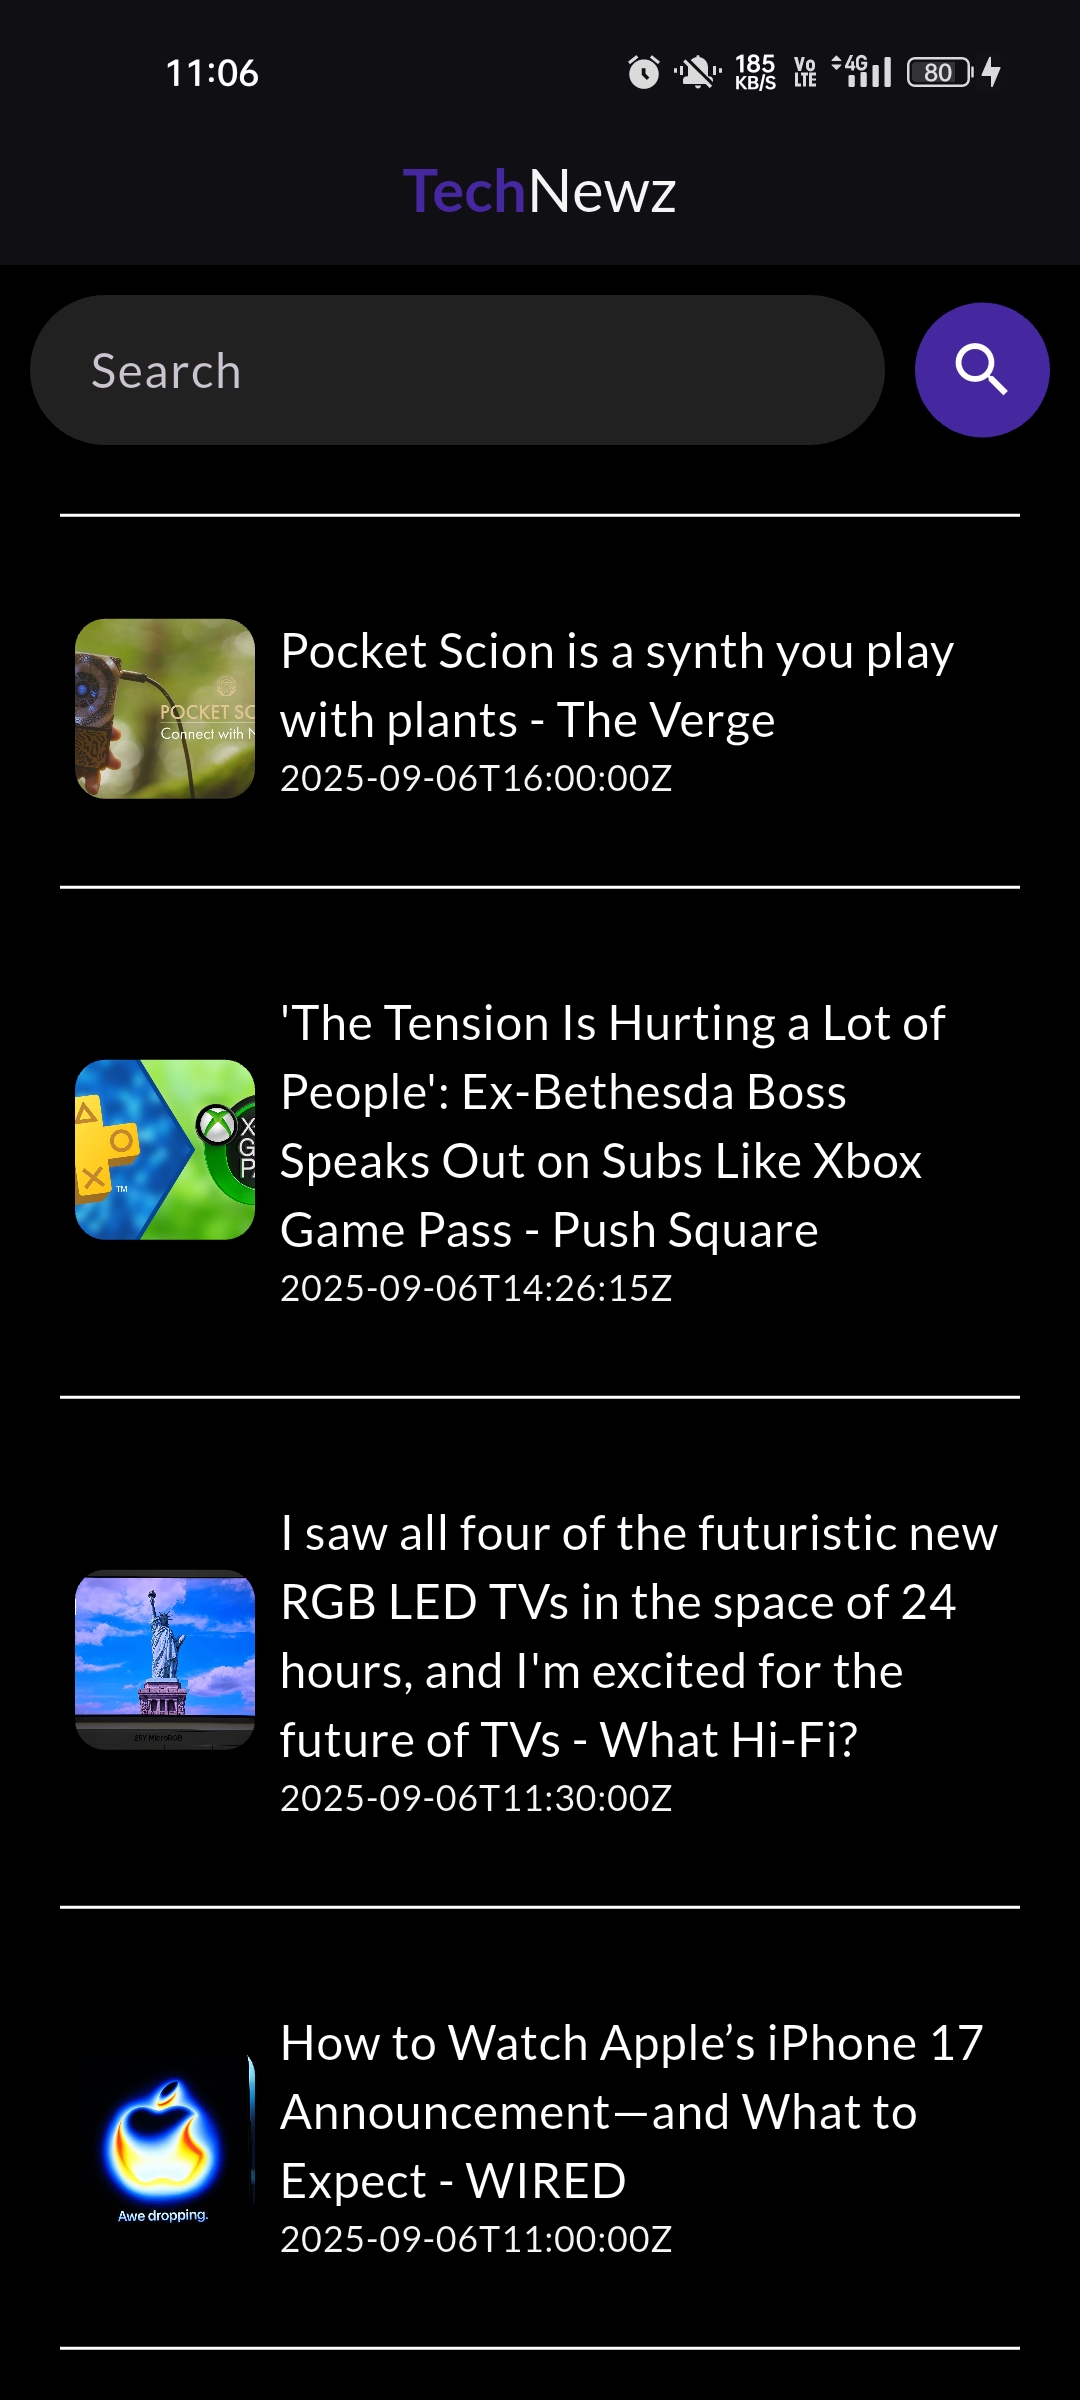 11:06
185
KB/S
Vo
LTE
4G
80
TechNewz
Search
POCKET SC
Connect with N
Pocket Scion is a synth you play
with plants - The Verge
2025-09-06T16:00:00Z
TM
X
G
P
'The Tension Is Hurting a Lot of
People': Ex-Bethesda Boss
Speaks Out on Subs Like Xbox
Game Pass - Push Square
2025-09-06T14:26:15Z
I saw all four of the futuristic new
RGB LED TVs in the space of 24
hours, and I'm excited for the
future of TVs - What Hi-Fi?
2025-09-06T11:30:00Z
Awe dropping.
How to Watch Apple’s iPhone 17
Announcement—and What to
Expect - WIRED
2025-09-06T11:00:00Z